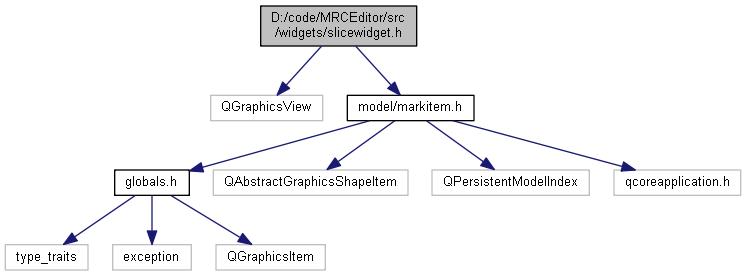 D:/code/MRCEditor/src
/widgets/slicewidget.h
QGraphicsView
model/markitem.h
globals.h
QAbstractGraphicsShapeItem
QPersistentModelIndex
qcoreapplication.h
type_traits
exception
QGraphicsItem